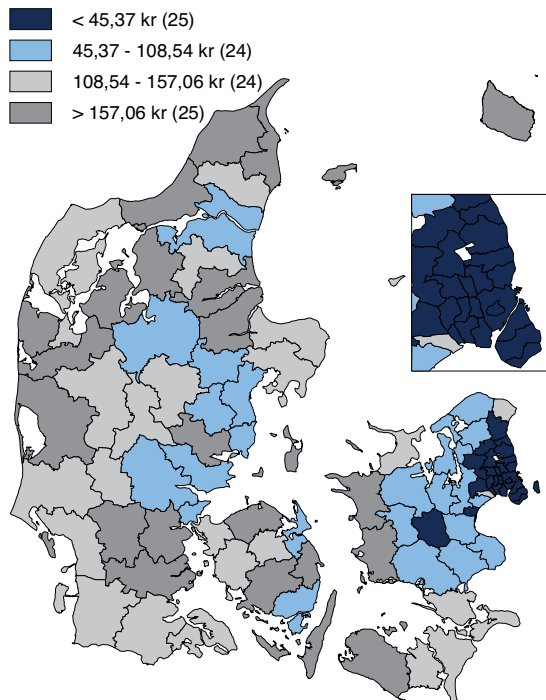 < 45,37 kr (25)
45,37 - 108,54 kr (24)
108,54 - 157,06 kr (24)
> 157,06 kr (25)